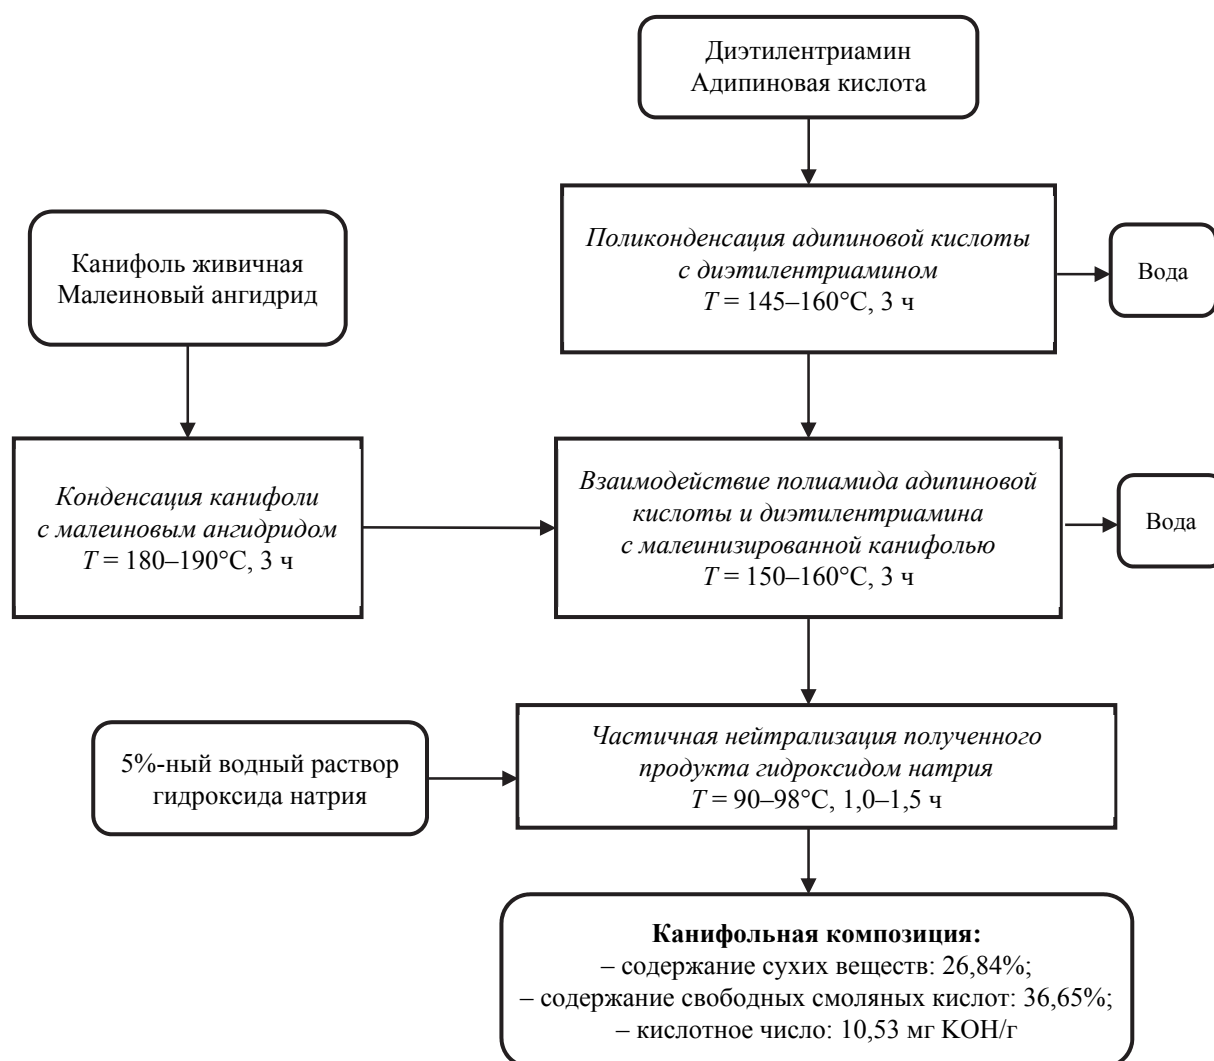 Диэтилентриамин
Адипиновая кислота
Поликонденсация адипиновой кислоты
с диэтилентриамином
T = 145–160°C, 3 ч
Вода
Канифоль живичная
Малеиновый ангидрид
Конденсация канифоли
с малеиновым ангидридом
T = 180–190°C, 3 ч
Взаимодействие полиамида адипиновой
кислоты и диэтилентриамина
с малеинизированной канифолью
T = 150–160°C, 3 ч
Вода
5%-ный водный раствор
гидроксида натрия
Частичная нейтрализация полученного
продукта гидроксидом натрия
T = 90–98°C, 1,0–1,5 ч
Канифольная композиция:
– содержание сухих веществ: 26,84%;
– содержание свободных смоляных кислот: 36,65%;
– кислотное число: 10,53 мг KOH/г